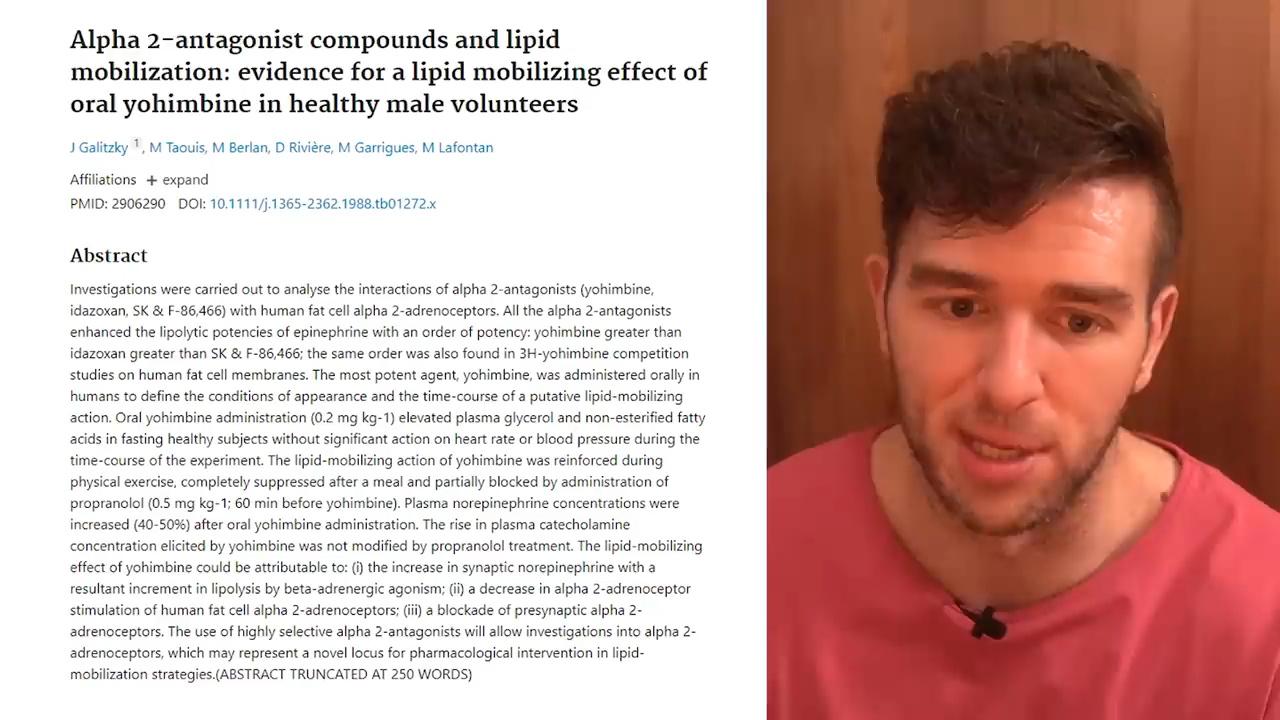 Alpha 2-antagonist compounds and lipid
mobilization: evidence for a lipid mobilizing effect of
oral yohimbine in healthy male volunteers
J Galitzky 1, M Taouis, M Berlan, D Rivière, M Garrigues, M Lafontan
Affiliations + expand
PMID: 2906290 DOI: 10.1111/j.1365-2362.1988.tb01272.x
Abstract
Investigations were carried out to analyse the interactions of alpha 2-antagonists (yohimbine,
idazoxan, SK & F-86,466) with human fat cell alpha 2-adrenoceptors. All the alpha 2-antagonists
enhanced the lipolytic potencies of epinephrine with an order of potency: yohimbine greater than
idazoxan greater than SK & F-86,466; the same order was also found in 3H-yohimbine competition
studies on human fat cell membranes. The most potent agent, yohimbine, was administered orally in
humans to define the conditions of appearance and the time-course of a putative lipid-mobilizing
action. Oral yohimbine administration (0.2 mg kg-1) elevated plasma glycerol and non-esterified fatty
acids in fasting healthy subjects without significant action on heart rate or blood pressure during the
time-course of the experiment. The lipid-mobilizing action of yohimbine was reinforced during
physical exercise, completely suppressed after a meal and partially blocked by administration of
propranolol (0.5 mg kg-1; 60 min before yohimbine). Plasma norepinephrine concentrations were
increased (40-50%) after oral yohimbine administration. The rise in plasma catecholamine
concentration elicited by yohimbine was not modified by propranolol treatment. The lipid-mobilizing
effect of yohimbine could be attributable to: (i) the increase in synaptic norepinephrine with a
resultant increment in lipolysis by beta-adrenergic agonism; (ii) a decrease in alpha 2-adrenoceptor
stimulation of human fat cell alpha 2-adrenoceptors; (iii) a blockade of presynaptic alpha 2-
adrenoceptors. The use of highly selective alpha 2-antagonists will allow investigations into alpha 2-
adrenoceptors, which may represent a novel locus for pharmacological intervention in lipid-
mobilization strategies.(ABSTRACT TRUNCATED AT 250 WORDS)